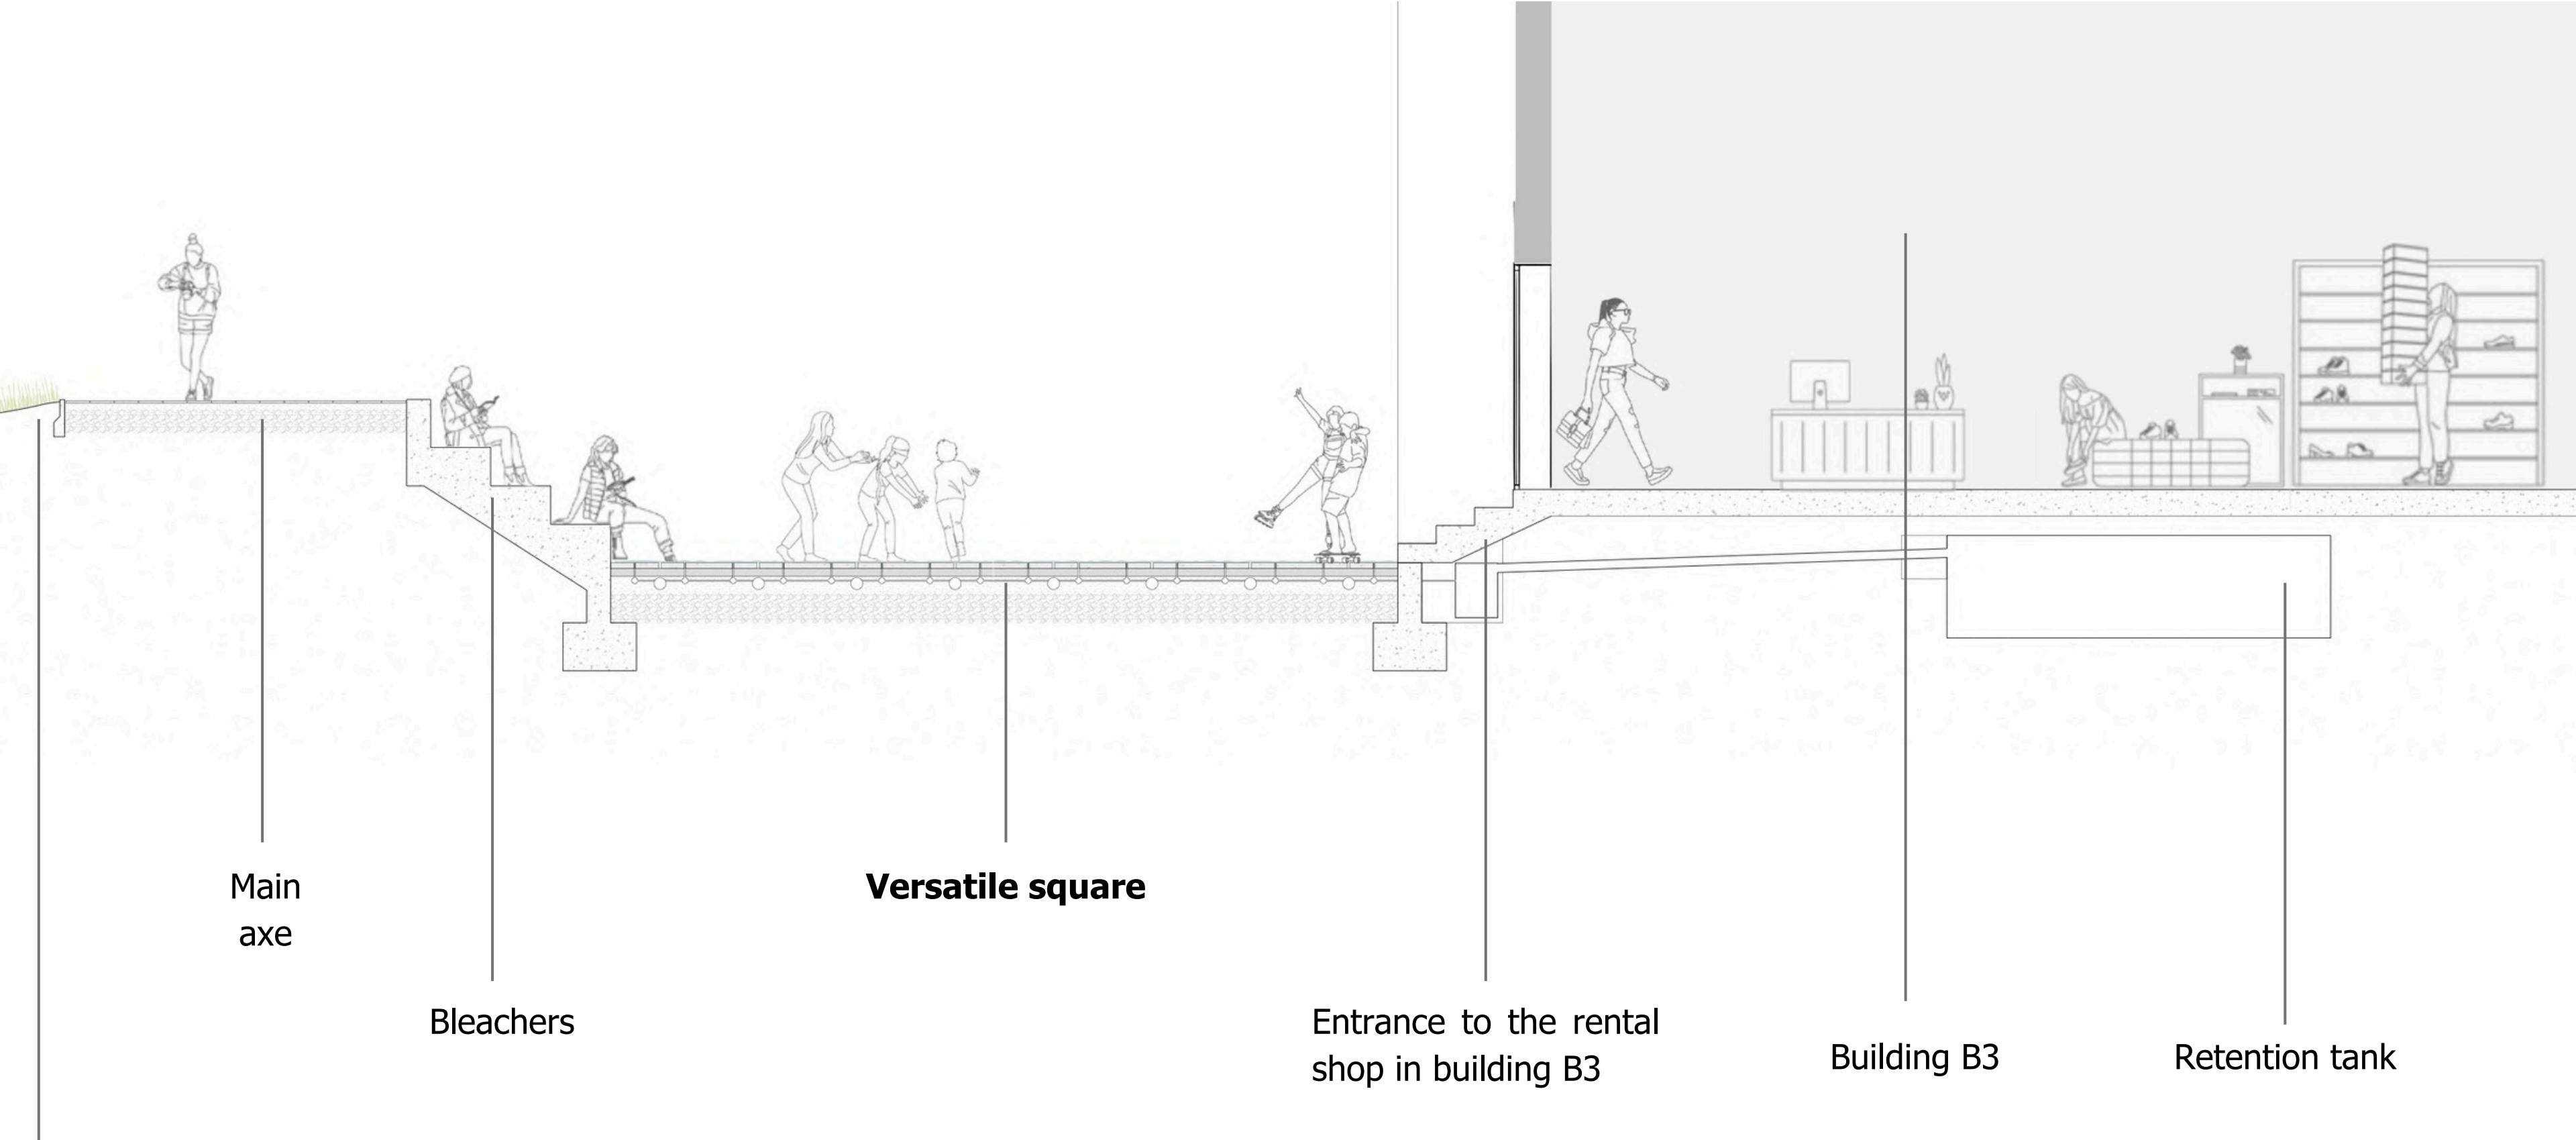 Main
axe
Versatile square
Bleachers
Entrance to the rental
shop in building B3
Building B3
Retention tank